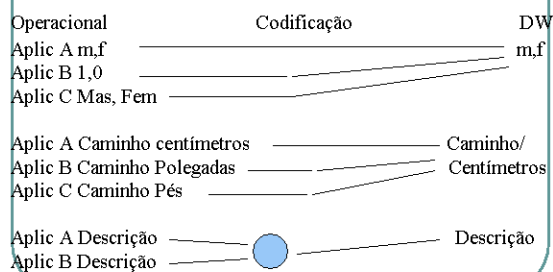 Operacional Codificação DW
Aplic A m,f m,f
Aplic B 1,0
Aplic C Mas, Fem
Aplic A Caminho centímetros Caminho/
Aplic B Caminho Polegadas Centímetros
Aplic C Caminho Pés
Aplic A Descrição Descrição
Aplic B Descrição